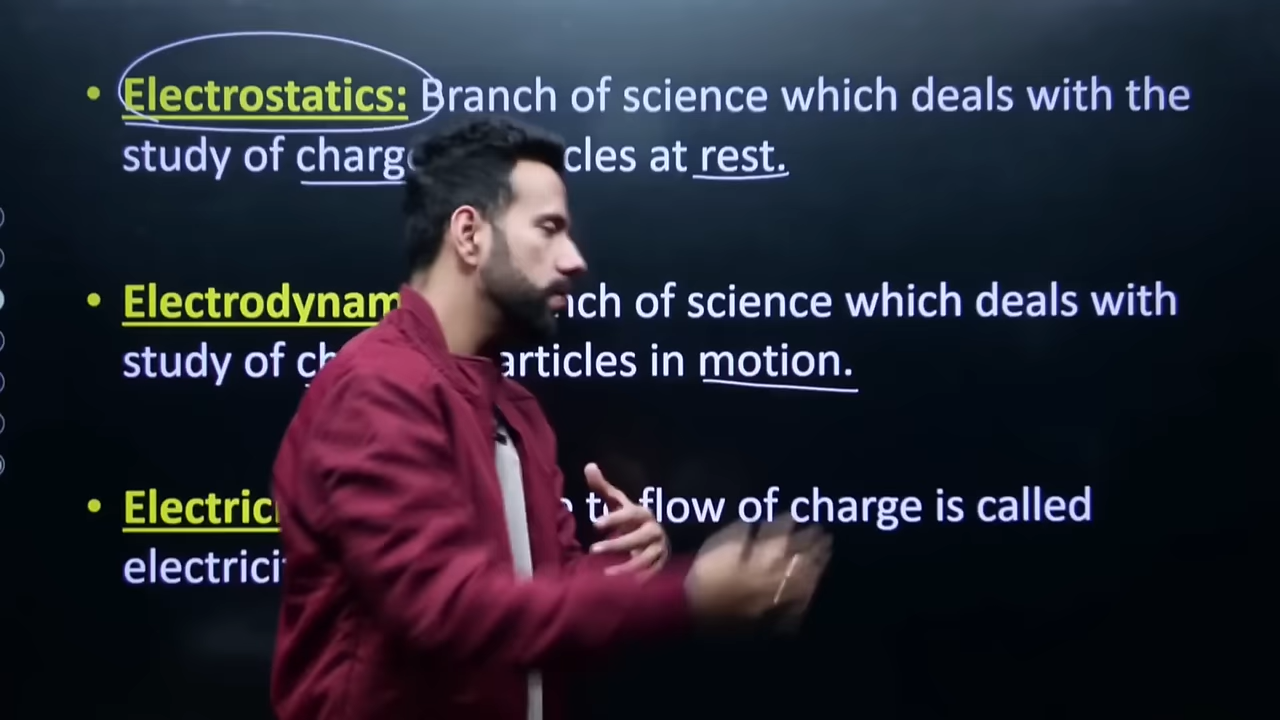 • Electrostatics: Branch of science which deals with the
study of charg cles at rest.
• Electrodynam nch of science which deals with
study of ch articles in motion.
• Electrici flow of charge is called
electrici